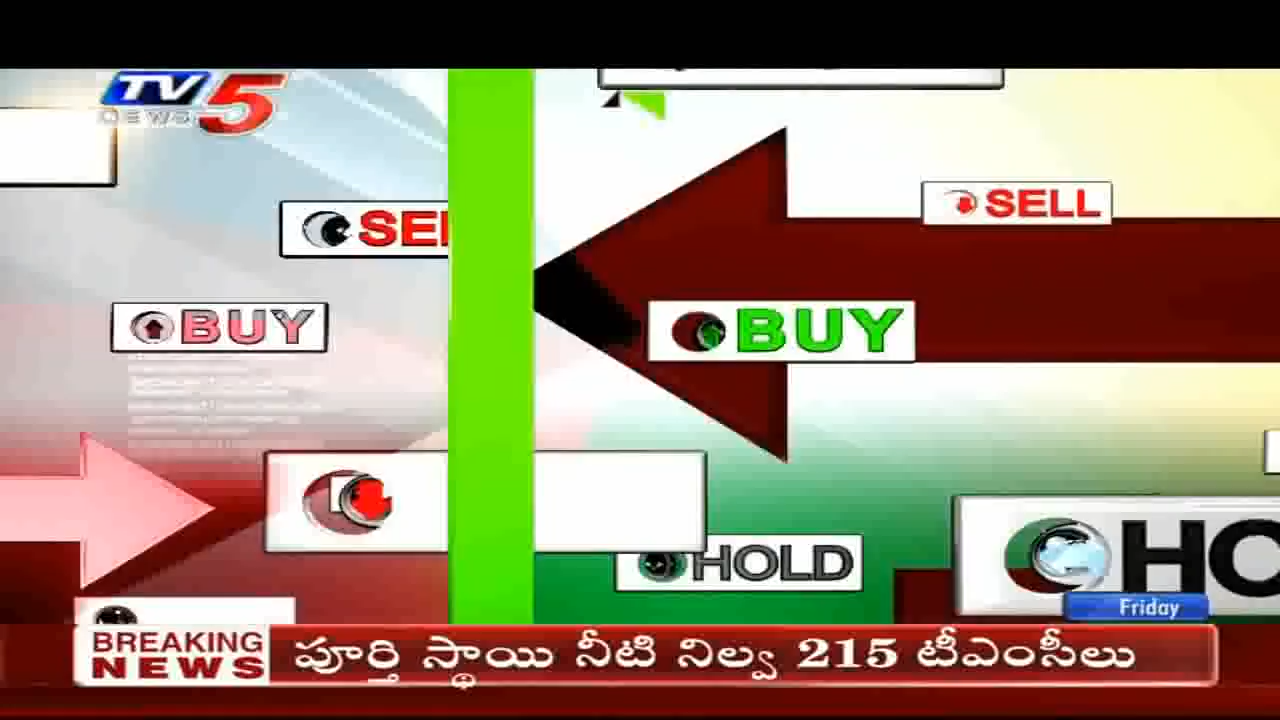 TV5
NEWS
SELL
SEL
BUY
BUY
HOLD
HO
Friday
BREAKING
NEWS
పూర్తి స్థాయి నీటి నిల్వ 215 టీఎంసీలు